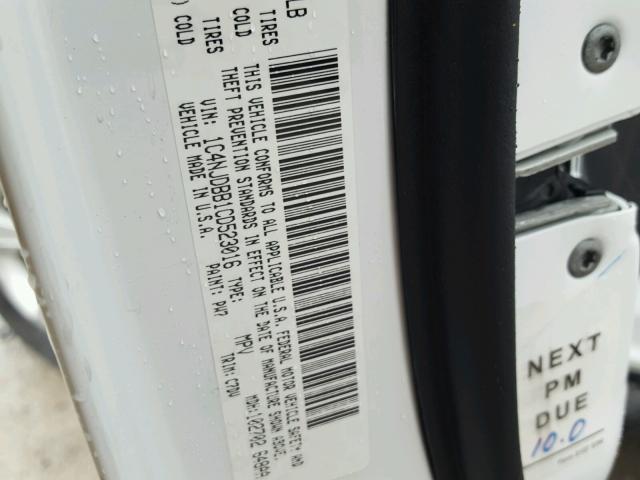 LB
TIRES COLD
TIRES COLD
THIS VEHICLE CONFORMS TO ALL APPLICABLE U.S.A. FEDERAL MOTOR VEHICLE SAFETY AND
THEFT PREVENTION STANDARDS IN EFFECT ON THE DATE OF MANUFACTURE SHOWN ABOVE.
VIN: 1C4NJDBB1CD523016 TYPE: MPV MDH:102702
VEHICLE MADE IN U.S.A. PAINT: PW7 TRIM: C7DV
NEXT
PM
DUE
10.0